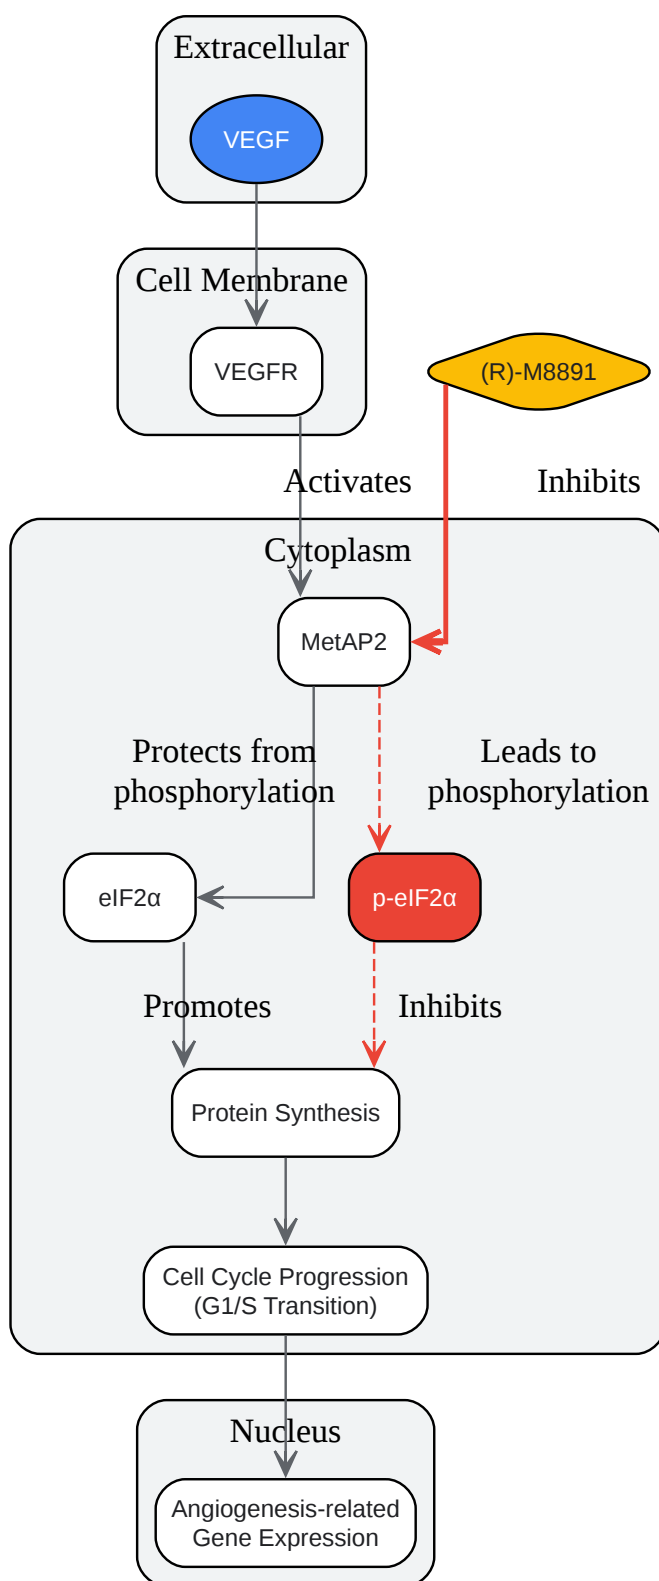 Extracellular
VEGF
Cell Membrane
VEGFR
(R)-M8891
Activates
Inhibits
Cytoplasm
MetAP2
Protects from
phosphorylation
Leads to
phosphorylation
eIF2α
p-eIF2α
Promotes
Inhibits
Protein Synthesis
Cell Cycle Progression
(G1/S Transition)
Nucleus
Angiogenesis-related
Gene Expression